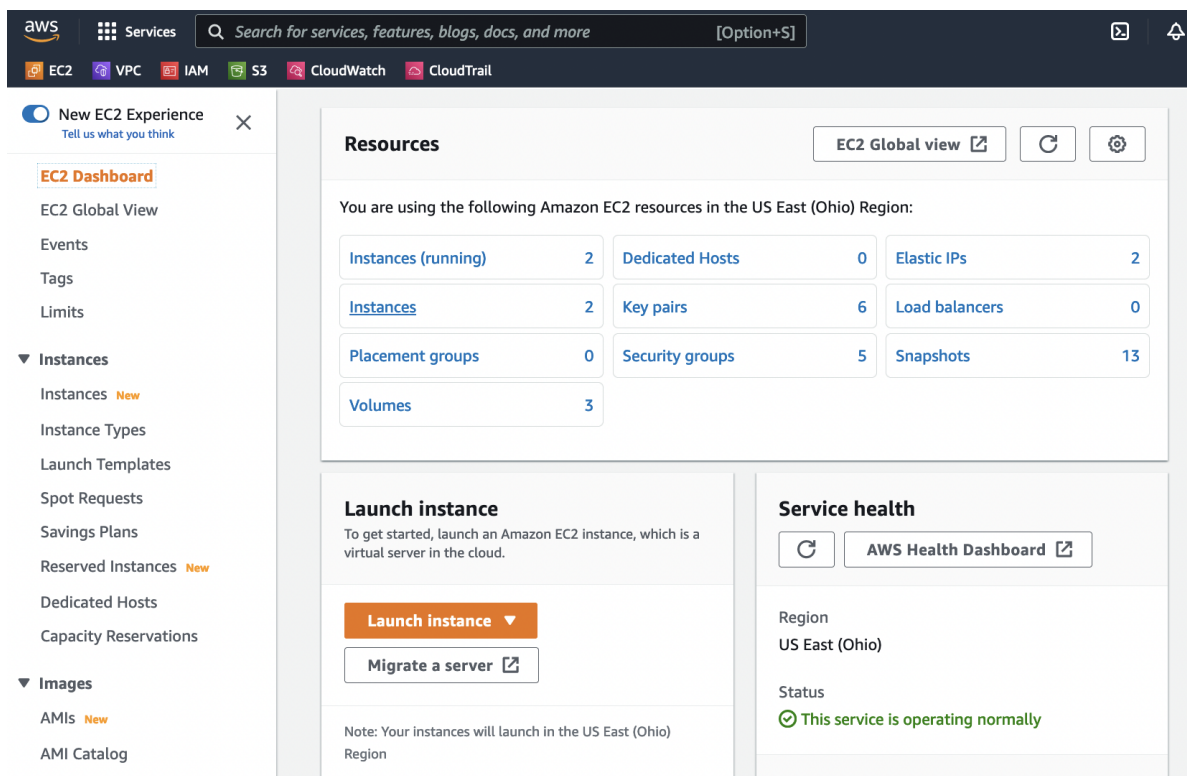 aws
Services
Search for services, features, blogs, docs, and more [Option+S]
EC2 VPC IAM S3 CloudWatch CloudTrail
New EC2 Experience
Tell us what you think
EC2 Dashboard
EC2 Global View
Events
Tags
Limits
Instances
Instances New
Instance Types
Launch Templates
Spot Requests
Savings Plans
Reserved Instances New
Dedicated Hosts
Capacity Reservations
Images
AMIs New
AMI Catalog
Resources
EC2 Global view
You are using the following Amazon EC2 resources in the US East (Ohio) Region:
Instances (running) 2 Dedicated Hosts 0 Elastic IPs 2
Instances 2 Key pairs 6 Load balancers 0
Placement groups 0 Security groups 5 Snapshots 13
Volumes 3
Launch instance
To get started, launch an Amazon EC2 instance, which is a
virtual server in the cloud.
Launch instance
Migrate a server
Note: Your instances will launch in the US East (Ohio)
Region
Service health
AWS Health Dashboard
Region
US East (Ohio)
Status
This service is operating normally